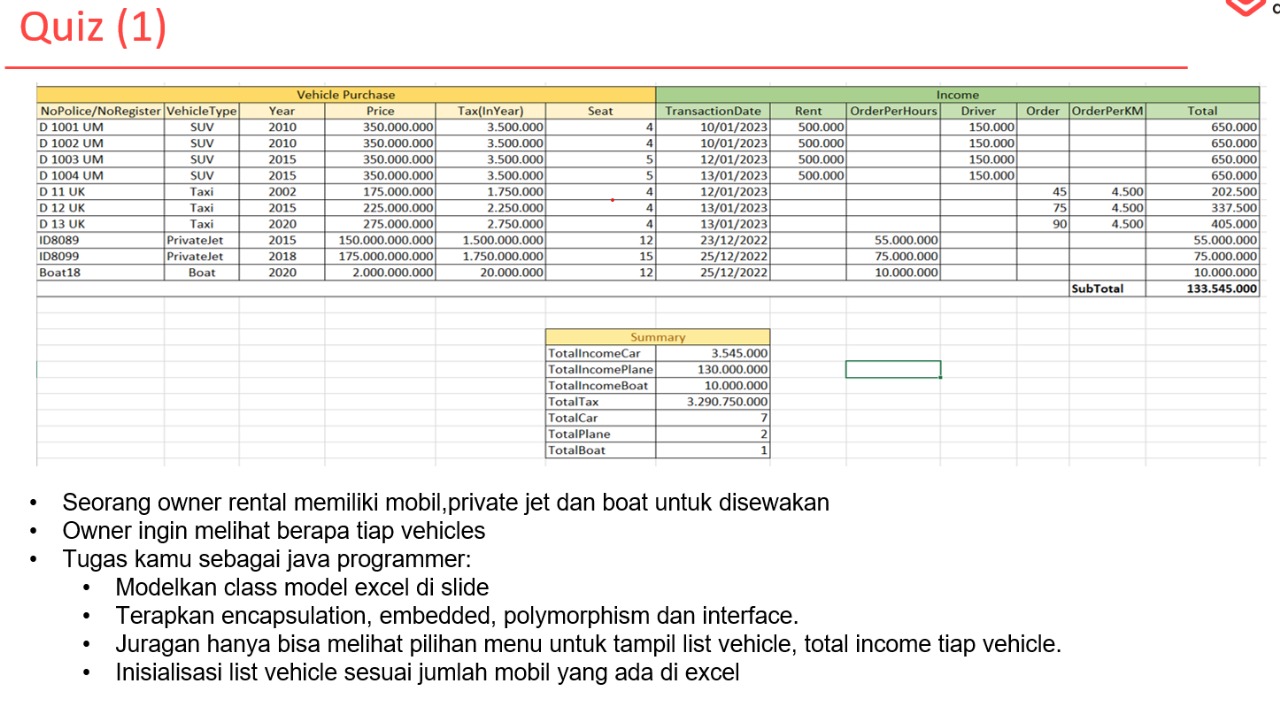 Quiz (1)
Vehicle Purchase Income
NoPolice/NoRegister VehicleType Year Price Tax(InYear) Seat TransactionDate Rent OrderPerHours Driver Order OrderPerKM Total
D 1001 UM SUV 2010 350.000.000 3.500.000 4 10/01/2023 500.000 150.000 650.000
D 1002 UM SUV 2010 350.000.000 3.500.000 4 10/01/2023 500.000 150.000 650.000
D 1003 UM SUV 2015 350.000.000 3.500.000 5 12/01/2023 500.000 150.000 650.000
D 1004 UM SUV 2015 350.000.000 3.500.000 5 13/01/2023 500.000 150.000 650.000
D 11 UK Taxi 2002 175.000.000 1.750.000 4 12/01/2023 45 4.500 202.500
D 12 UK Taxi 2015 225.000.000 2.250.000 4 13/01/2023 75 4.500 337.500
D 13 UK Taxi 2020 275.000.000 2.750.000 4 13/01/2023 90 4.500 405.000
ID8089 PrivateJet 2015 150.000.000.000 1.500.000.000 12 23/12/2022 55.000.000 55.000.000
ID8099 PrivateJet 2018 175.000.000.000 1.750.000.000 15 25/12/2022 75.000.000 75.000.000
Boat18 Boat 2020 2.000.000.000 20.000.000 12 25/12/2022 10.000.000 10.000.000
SubTotal 133.545.000
Summary
TotalIncomeCar 3.545.000
TotalIncomePlane 130.000.000
TotalIncomeBoat 10.000.000
TotalTax 3.290.750.000
TotalCar 7
TotalPlane 2
TotalBoat 1
• Seorang owner rental memiliki mobil,private jet dan boat untuk disewakan
• Owner ingin melihat berapa tiap vehicles
• Tugas kamu sebagai java programmer:
• Modelkan class model excel di slide
• Terapkan encapsulation, embedded, polymorphism dan interface.
• Juragan hanya bisa melihat pilihan menu untuk tampil list vehicle, total income tiap vehicle.
• Inisialisasi list vehicle sesuai jumlah mobil yang ada di excel